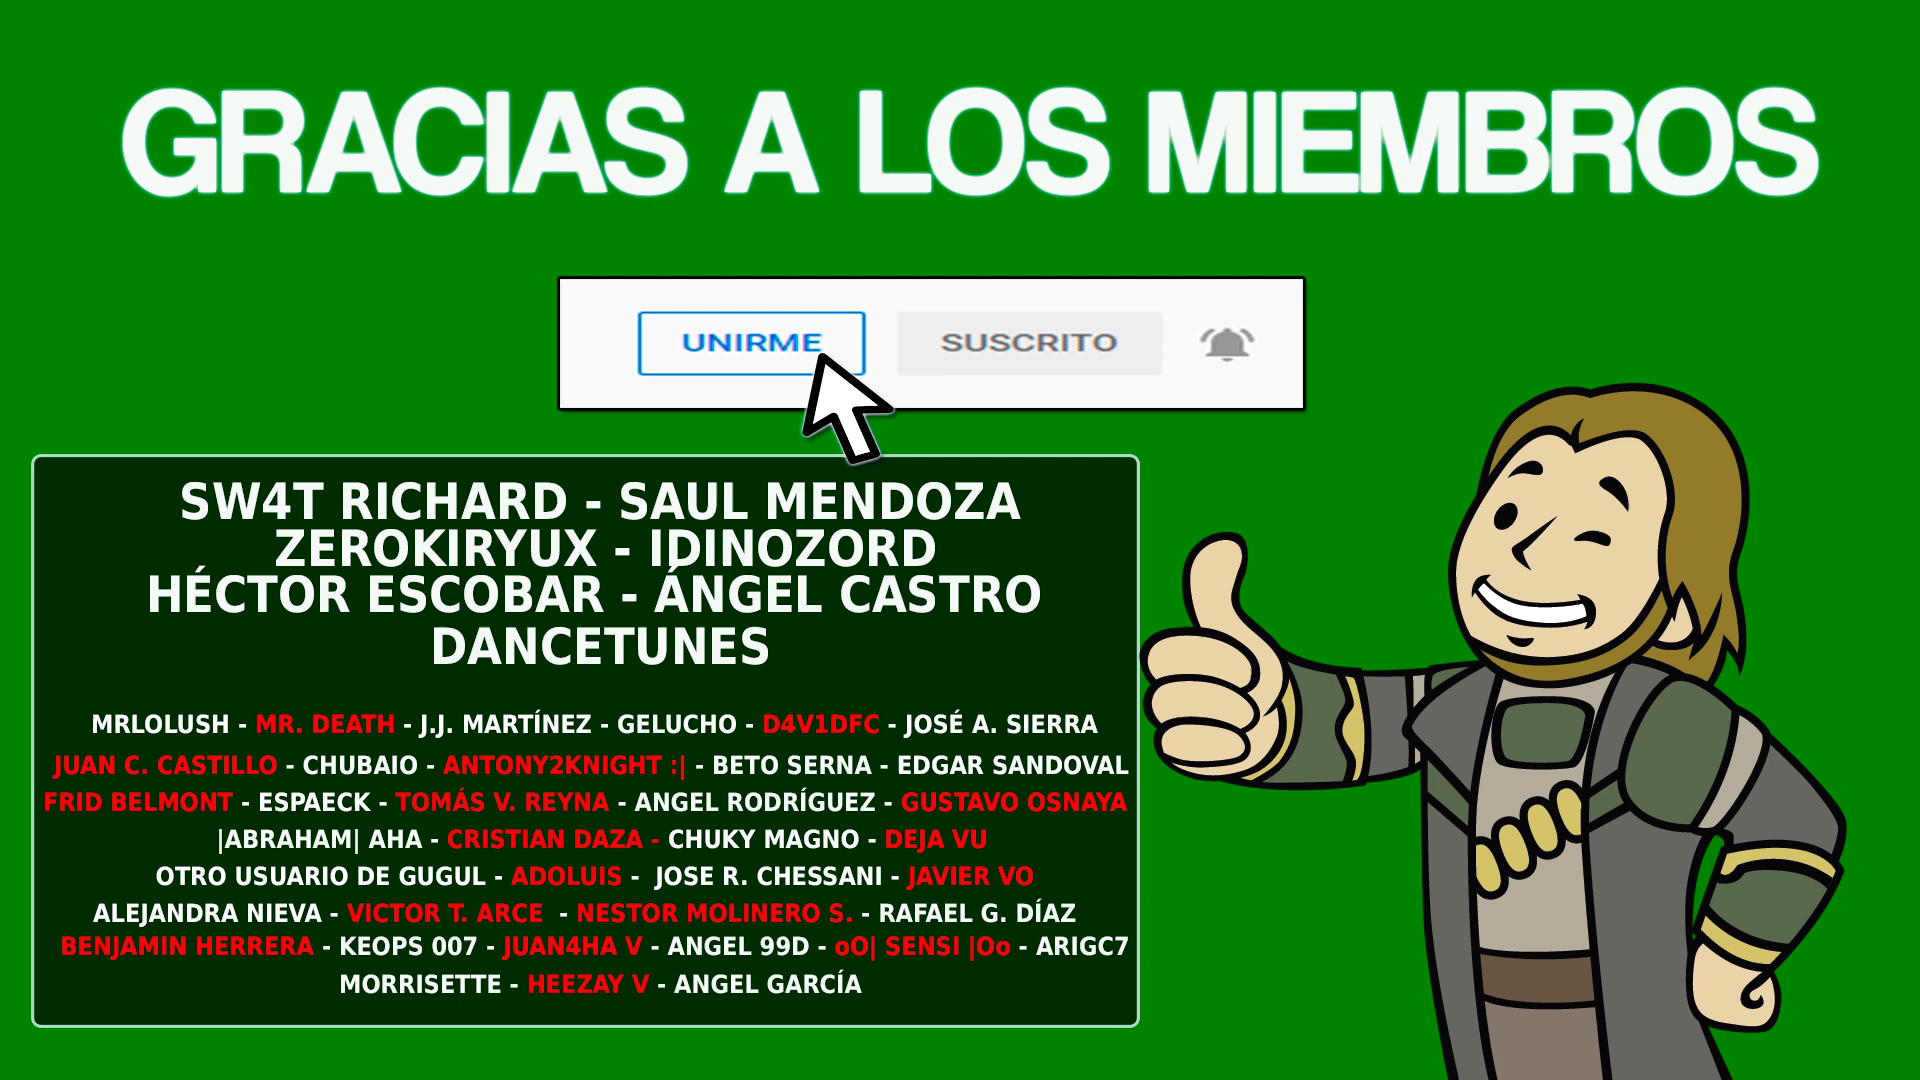 GRACIAS A LOS MIEMBROS
UNIRME SUSCRITO
SW4T RICHARD - SAUL MENDOZA
ZEROKIRYUX - IDINOZORD
HÉCTOR ESCOBAR - ÁNGEL CASTRO
DANCETUNES
MRLOLUSH - MR. DEATH - J.J. MARTÍNEZ - GELUCHO - D4V1DFC - JOSÉ A. SIERRA
JUAN C. CASTILLO - CHUBAIO - ANTONY2KNIGHT :| - BETO SERNA - EDGAR SANDOVAL
FRID BELMONT - ESPAECK - TOMÁS V. REYNA - ANGEL RODRÍGUEZ - GUSTAVO OSNAYA
|ABRAHAM| AHA - CRISTIAN DAZA - CHUKY MAGNO - DEJA VU
OTRO USUARIO DE GUGUL - ADOLUIS - JOSE R. CHESSANI - JAVIER VO
ALEJANDRA NIEVA - VICTOR T. ARCE - NESTOR MOLINERO S. - RAFAEL G. DÍAZ
BENJAMIN HERRERA - KEOPS 007 - JUAN4HA V - ANGEL 99D - oO| SENSI |Oo - ARIGC7
MORRISETTE - HEEZAY V - ANGEL GARCÍA